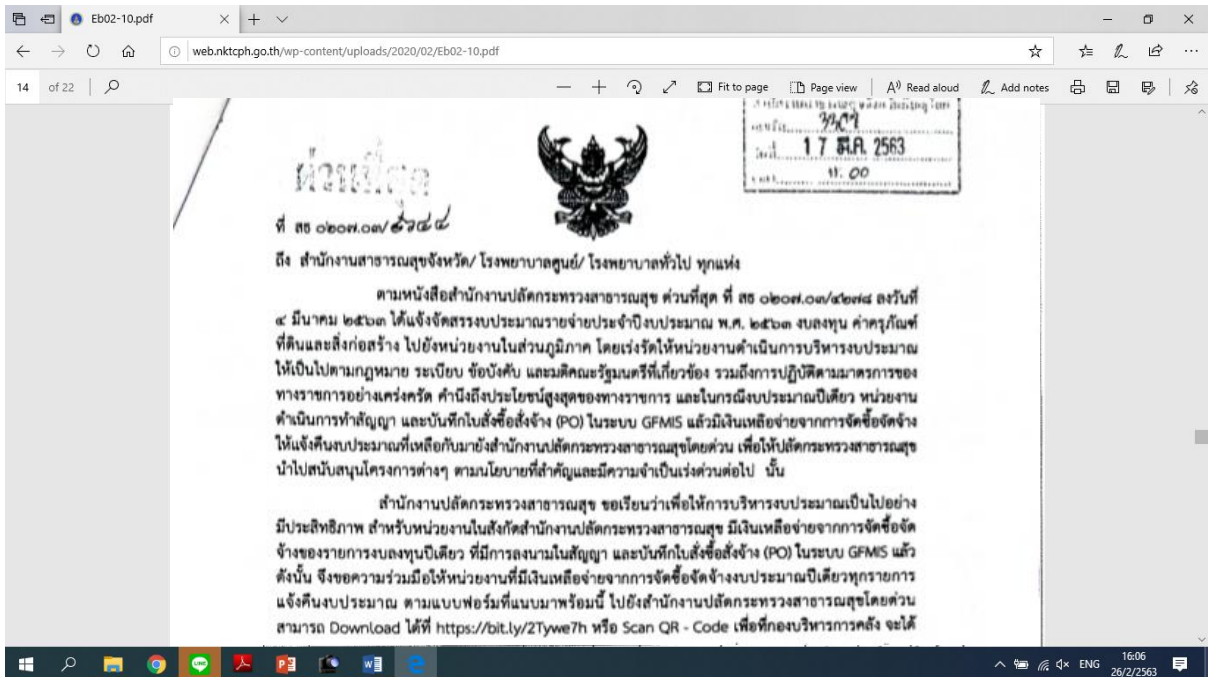 Eb02-10.pdf
web.nktcph.go.th/wp-content/uploads/2020/02/Eb02-10.pdf
14 of 22
Fit to page Page view Read aloud Add notes
17 มี.ค. 2563
ด่วนที่สุด
ที่ สธ ๐๒๐๗.๐๗/
ถึง สำนักงานสาธารณสุขจังหวัด/ โรงพยาบาลศูนย์/ โรงพยาบาลทั่วไป ทุกแห่ง
ตามหนังสือสำนักงานปลัดกระทรวงสาธารณสุข ด่วนที่สุด ที่ สธ ลงวันที่
๔ มีนาคม ๒๕๖๓ ได้แจ้งจัดสรรงบประมาณรายจ่ายประจำปีงบประมาณ พ.ศ. ๒๕๖๓ งบลงทุน ค่าครุภัณฑ์
ที่ดินและสิ่งก่อสร้าง ไปยังหน่วยงานในส่วนภูมิภาค โดยเร่งรัดให้หน่วยงานดำเนินการบริหารงบประมาณ
ให้เป็นไปตามกฎหมาย ระเบียบ ข้อบังคับ และมติคณะรัฐมนตรีที่เกี่ยวข้อง รวมถึงการปฏิบัติตามมาตรการของ
ทางราชการอย่างเคร่งครัด คำนึงถึงประโยชน์สูงสุดของทางราชการ และในกรณีงบประมาณปีเดียว หน่วยงาน
ดำเนินการทำสัญญา และบันทึกใบสั่งซื้อสั่งจ้าง (PO) ในระบบ GFMIS แล้วมีเงินเหลือจ่ายจากการจัดซื้อจัดจ้าง
ให้แจ้งคืนงบประมาณที่เหลือกลับมายังสำนักงานปลัดกระทรวงสาธารณสุขโดยด่วน เพื่อให้ปลัดกระทรวงสาธารณสุข
นำไปสนับสนุนโครงการต่างๆ ตามนโยบายที่สำคัญและมีความจำเป็นเร่งด่วนต่อไป นั้น
สำนักงานปลัดกระทรวงสาธารณสุข ขอเรียนว่าเพื่อให้การบริหารงบประมาณเป็นไปอย่าง
มีประสิทธิภาพ สำหรับหน่วยงานในสังกัดสำนักงานปลัดกระทรวงสาธารณสุข มีเงินเหลือจ่ายจากการจัดซื้อจัด
จ้างของรายการงบลงทุนปีเดียว ที่มีการลงนามในสัญญา และบันทึกใบสั่งซื้อสั่งจ้าง (PO) ในระบบ GFMIS แล้ว
ดังนั้น จึงขอความร่วมมือให้หน่วยงานที่มีเงินเหลือจ่ายจากการจัดซื้อจัดจ้างงบประมาณปีเดียวทุกรายการ
แจ้งคืนงบประมาณ ตามแบบฟอร์มที่แนบมาพร้อมนี้ ไปยังสำนักงานปลัดกระทรวงสาธารณสุขโดยด่วน
สามารถ Download ได้ที่ https://bit.ly/2Tywe7h หรือ Scan QR - Code เพื่อที่กองบริหารการคลัง จะได้
ENG
16:06
26/2/2563